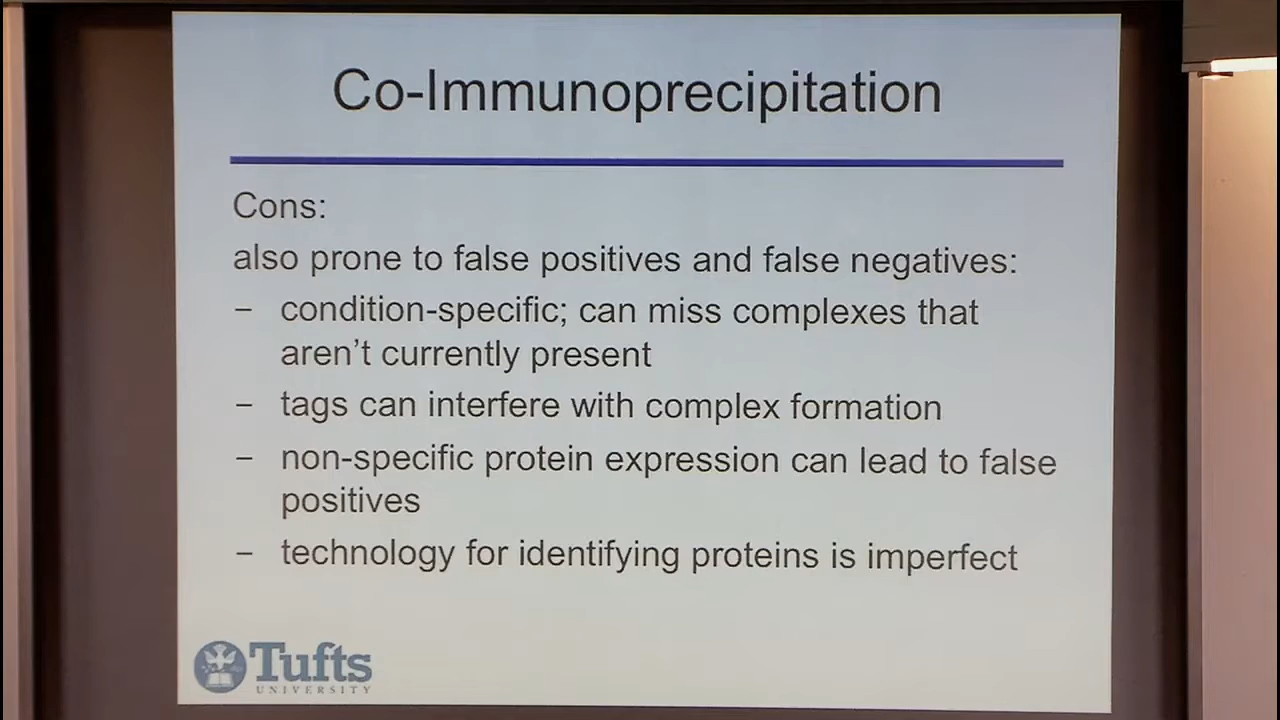 Co-Immunoprecipitation
Cons:
also prone to false positives and false negatives:
– condition-specific; can miss complexes that
aren't currently present
– tags can interfere with complex formation
– non-specific protein expression can lead to false
positives
– technology for identifying proteins is imperfect
Tufts
UNIVERSITY